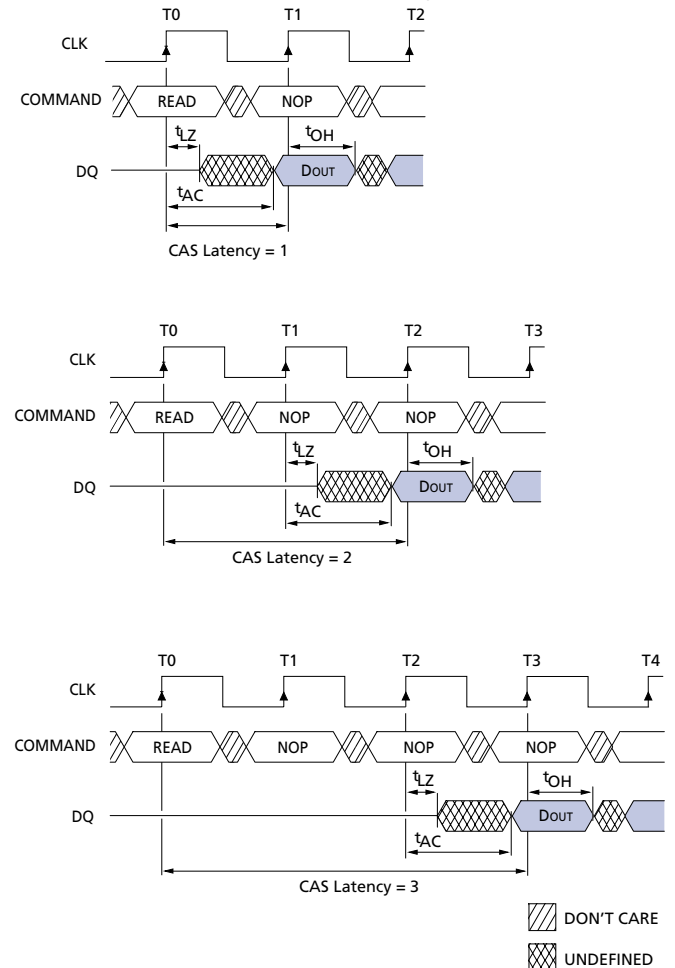 T0 T1 T2
CLK
COMMAND READ NOP
tLZ tOH
DQ DOUT
tAC
CAS Latency = 1
T0 T1 T2 T3
CLK
COMMAND READ NOP NOP
tLZ tOH
DQ DOUT
tAC
CAS Latency = 2
T0 T1 T2 T3 T4
CLK
COMMAND READ NOP NOP NOP
tLZ tOH
DQ DOUT
tAC
CAS Latency = 3
DON'T CARE
UNDEFINED